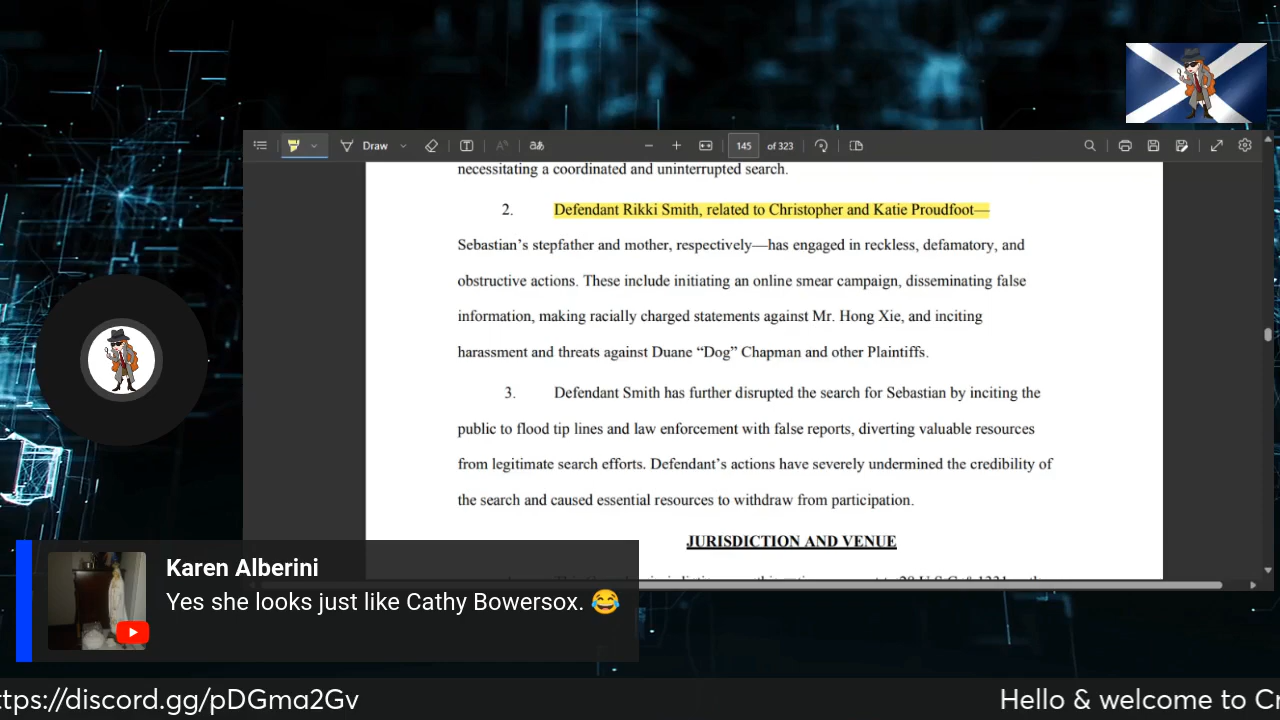 Draw
145
of 323
necessitating a coordinated and uninterrupted search.
2. Defendant Rikki Smith, related to Christopher and Katie Proudfoot—
Sebastian’s stepfather and mother, respectively—has engaged in reckless, defamatory, and
obstructive actions. These include initiating an online smear campaign, disseminating false
information, making racially charged statements against Mr. Hong Xie, and inciting
harassment and threats against Duane “Dog” Chapman and other Plaintiffs.
3. Defendant Smith has further disrupted the search for Sebastian by inciting the
public to flood tip lines and law enforcement with false reports, diverting valuable resources
from legitimate search efforts. Defendant’s actions have severely undermined the credibility of
the search and caused essential resources to withdraw from participation.
JURISDICTION AND VENUE
Karen Alberini
Yes she looks just like Cathy Bowersox. 😂
ttps://discord.gg/pDGma2Gv
Hello & welcome to Cr